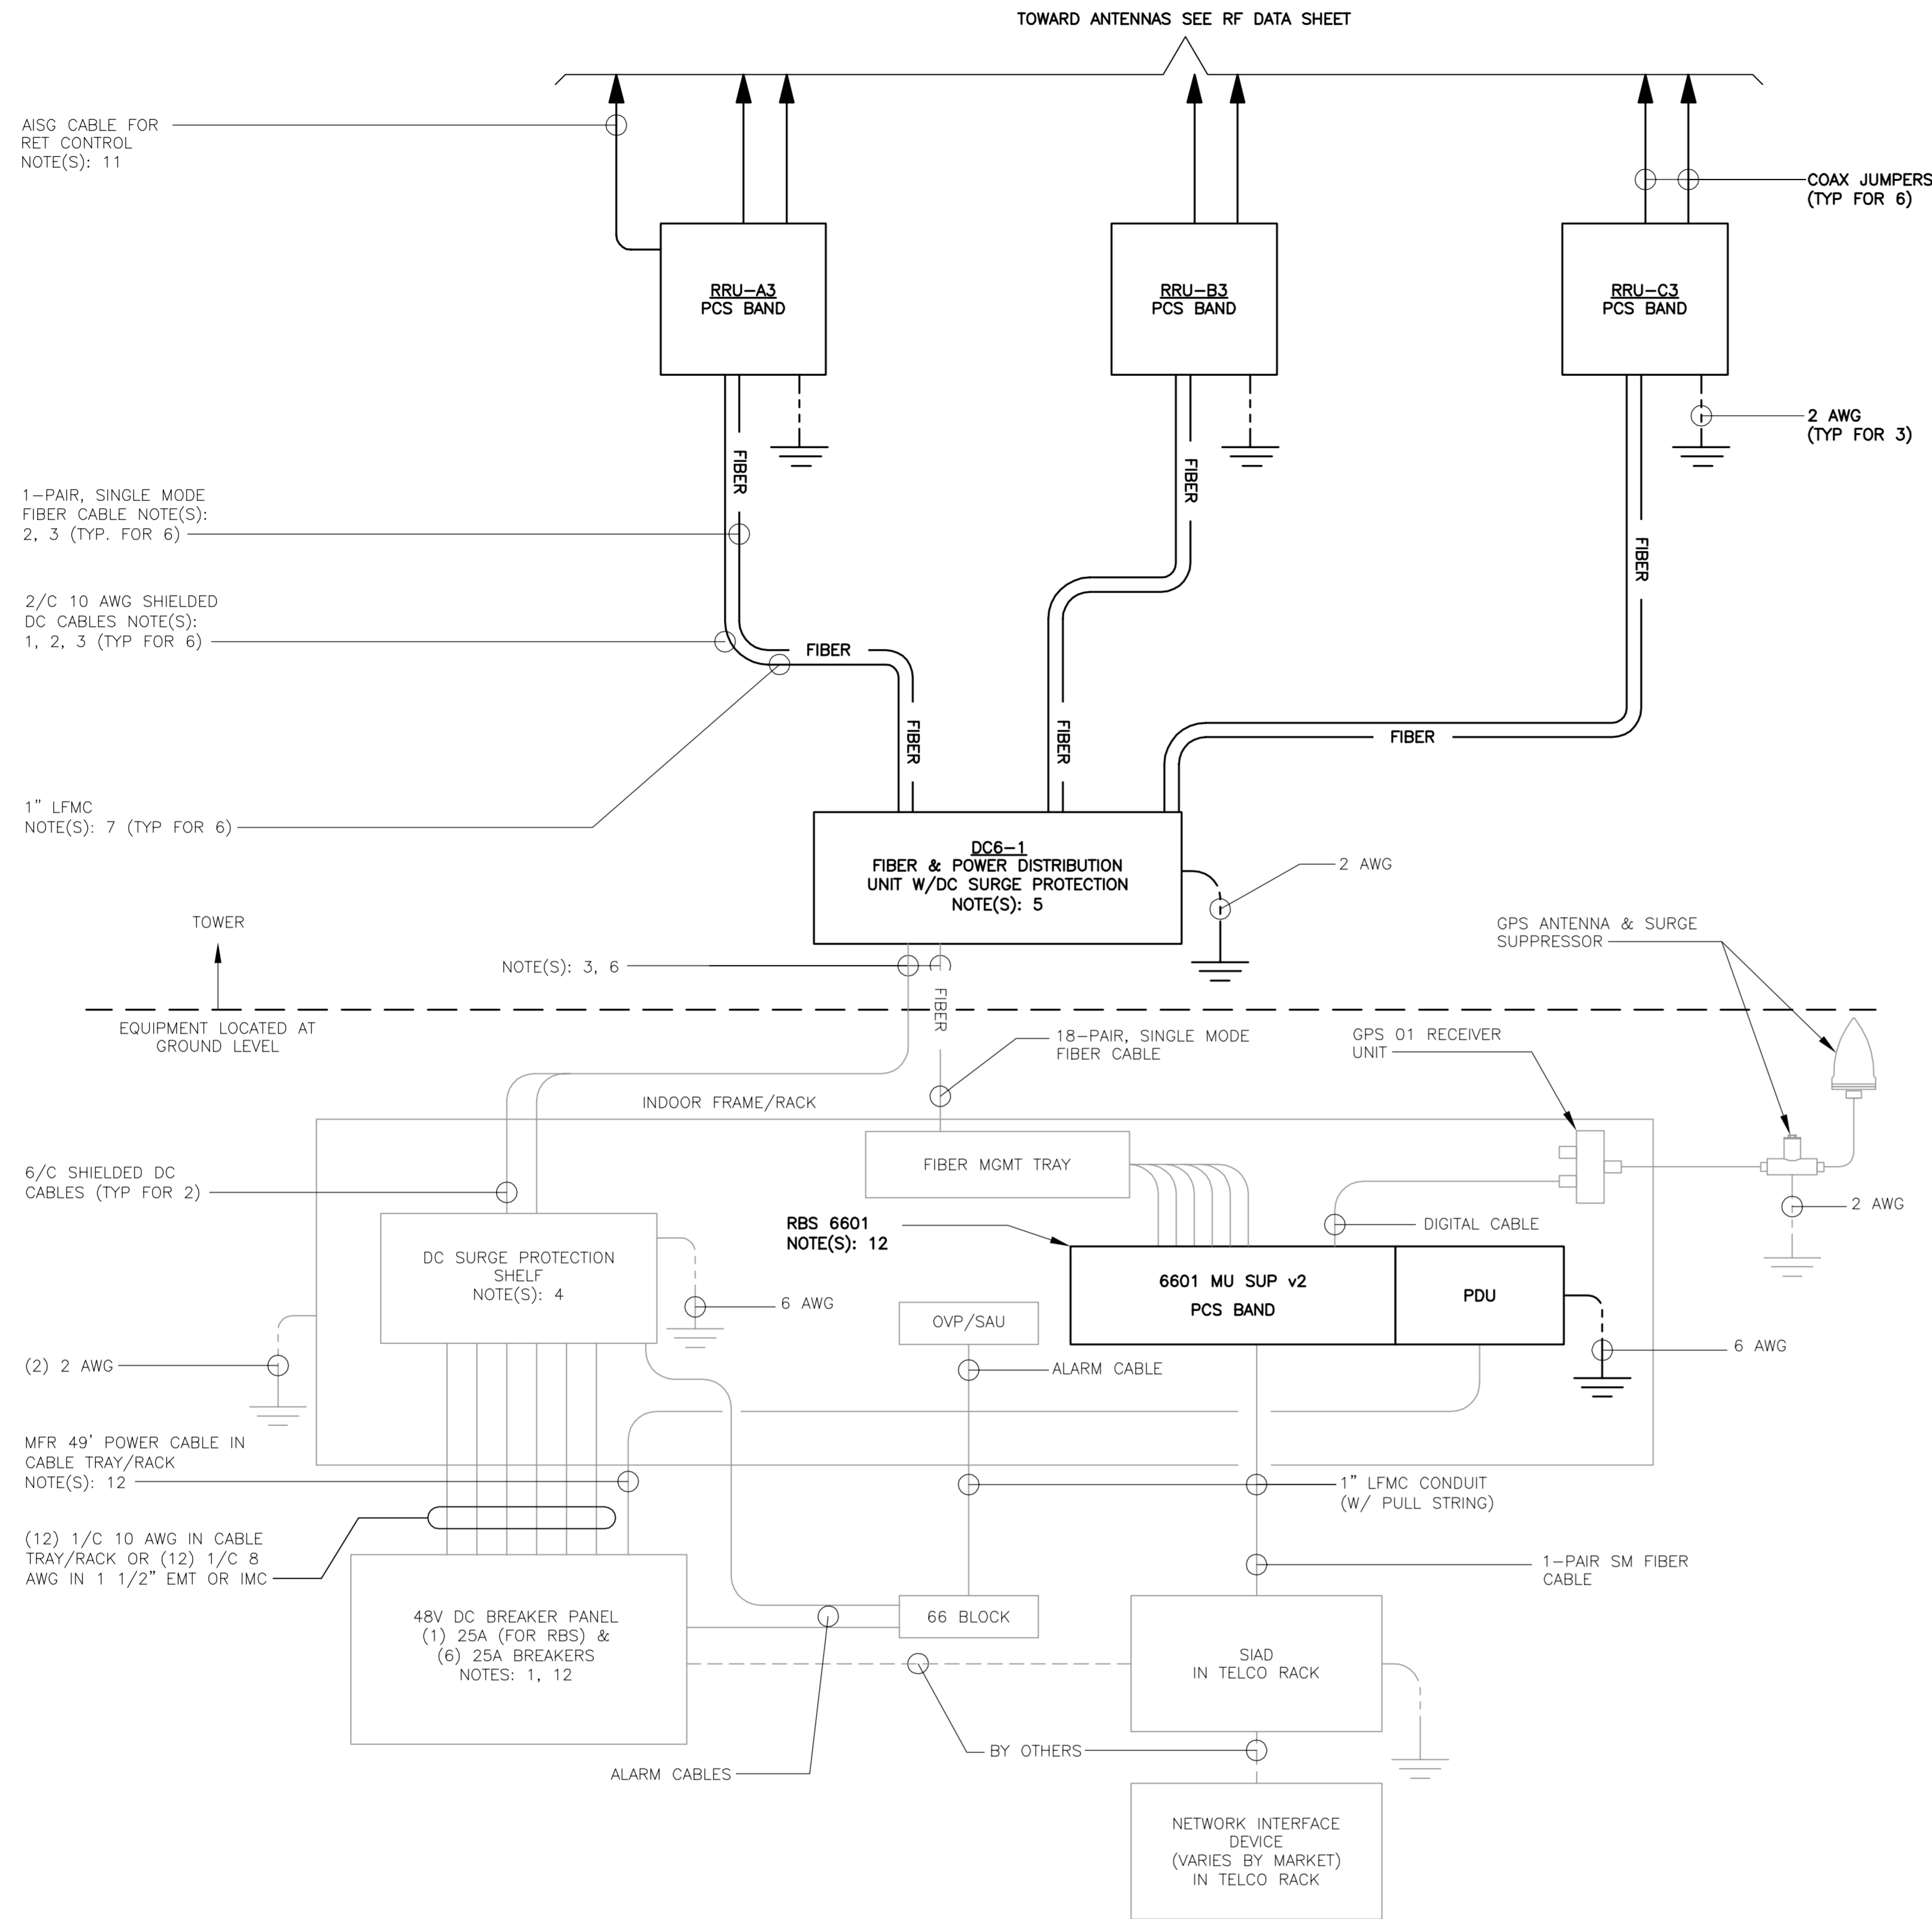 TOWARD ANTENNAS SEE RF DATA SHEET
AISG CABLE FOR
RET CONTROL
NOTE(S): 11
COAX JUMPERS
(TYP FOR 6)
RRU-A3
PCS BAND
RRU-B3
PCS BAND
RRU-C3
PCS BAND
2 AWG
(TYP FOR 3)
FIBER
FIBER
FIBER
1-PAIR, SINGLE MODE
FIBER CABLE NOTE(S):
2, 3 (TYP. FOR 6)
2/C 10 AWG SHIELDED
DC CABLES NOTE(S):
1, 2, 3 (TYP FOR 6)
FIBER
FIBER
FIBER
FIBER
1" LFMC
NOTE(S): 7 (TYP FOR 6)
DC6-1
FIBER & POWER DISTRIBUTION
UNIT W/DC SURGE PROTECTION
NOTE(S): 5
2 AWG
TOWER
NOTE(S): 3, 6
GPS ANTENNA & SURGE
SUPPRESSOR
FIBER
EQUIPMENT LOCATED AT
GROUND LEVEL
18-PAIR, SINGLE MODE
FIBER CABLE
GPS 01 RECEIVER
UNIT
INDOOR FRAME/RACK
FIBER MGMT TRAY
6/C SHIELDED DC
CABLES (TYP FOR 2)
2 AWG
RBS 6601
NOTE(S): 12
DIGITAL CABLE
DC SURGE PROTECTION
SHELF
NOTE(S): 4
6601 MU SUP v2
PCS BAND
PDU
6 AWG
OVP/SAU
6 AWG
(2) 2 AWG
ALARM CABLE
MFR 49' POWER CABLE IN
CABLE TRAY/RACK
NOTE(S): 12
1" LFMC CONDUIT
(W/ PULL STRING)
(12) 1/C 10 AWG IN CABLE
TRAY/RACK OR (12) 1/C 8
AWG IN 1 1/2" EMT OR IMC
1-PAIR SM FIBER
CABLE
48V DC BREAKER PANEL
(1) 25A (FOR RBS) &
(6) 25A BREAKERS
NOTES: 1, 12
66 BLOCK
SIAD
IN TELCO RACK
BY OTHERS
ALARM CABLES
NETWORK INTERFACE
DEVICE
(VARIES BY MARKET)
IN TELCO RACK